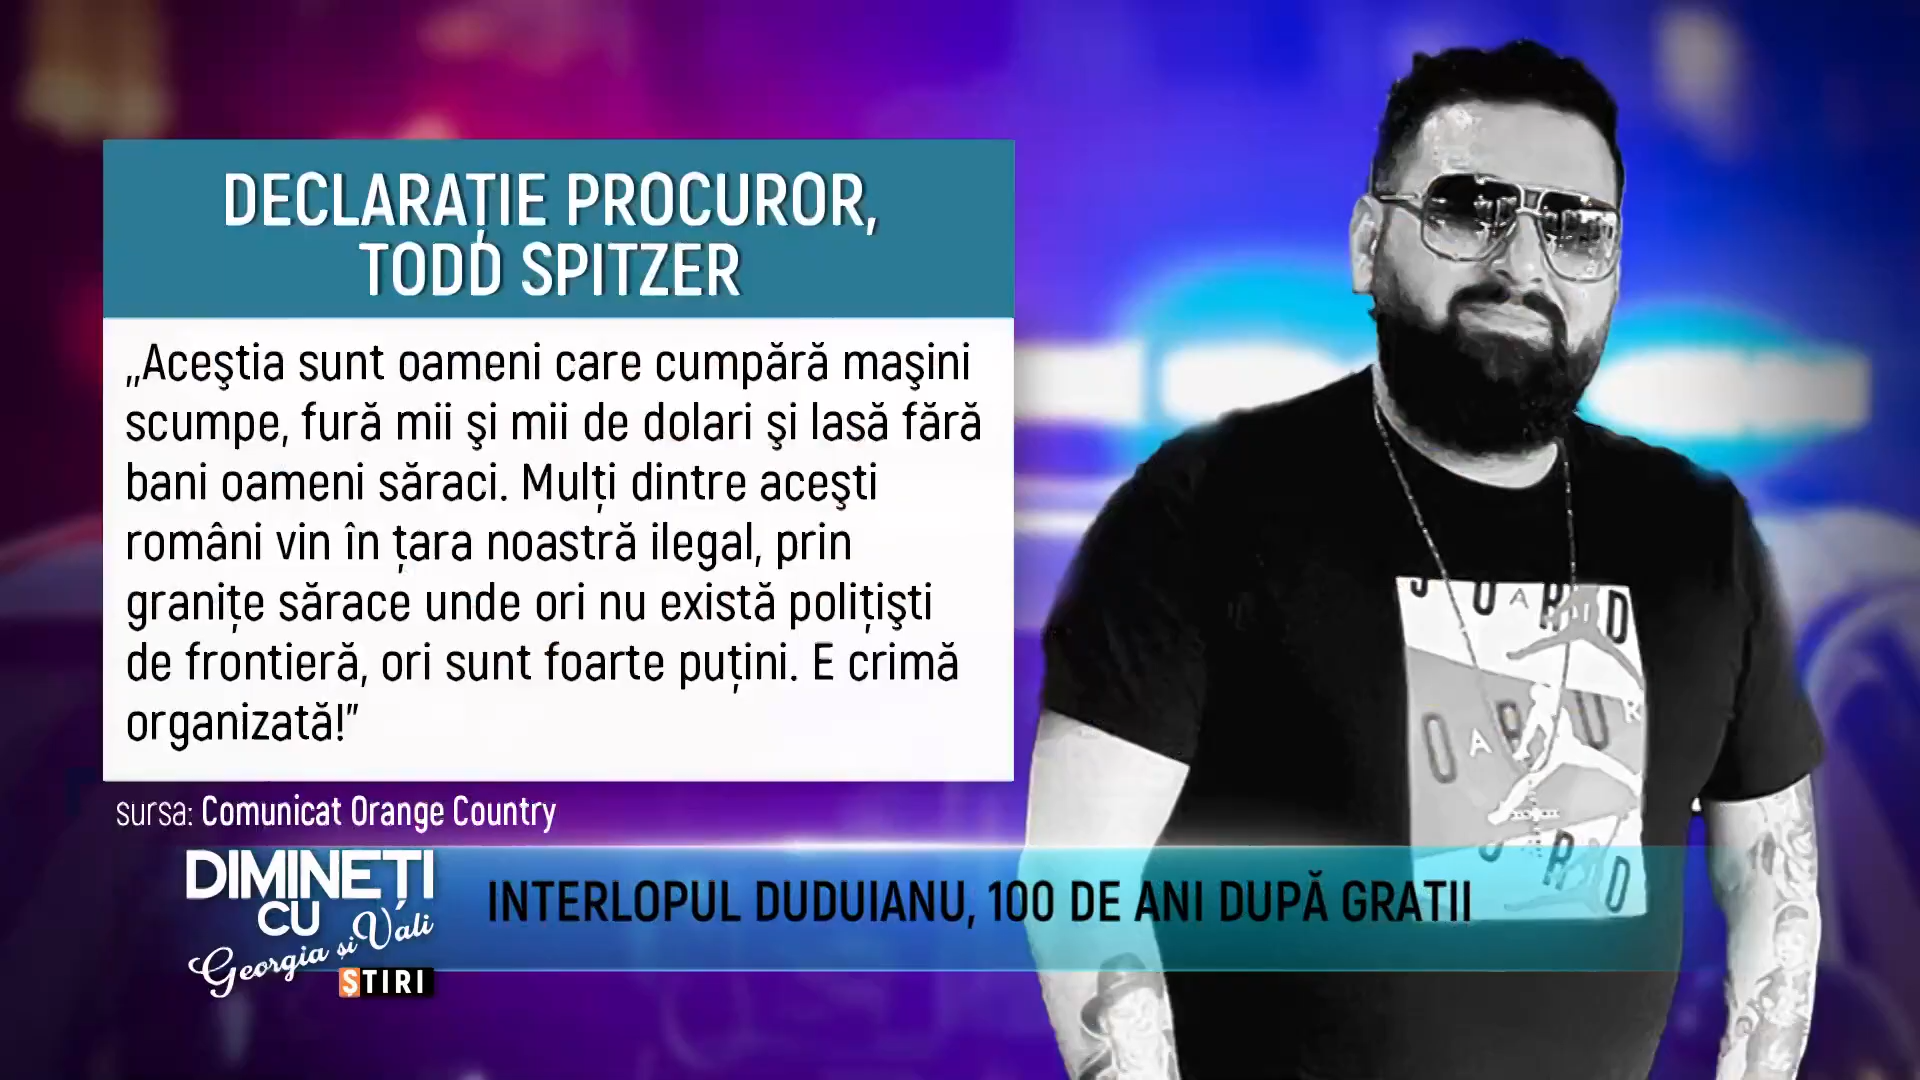 DECLARAȚIE PROCUROR,
TODD SPITZER
„Aceştia sunt oameni care cumpără maşini
scumpe, fură mii şi mii de dolari şi lasă fără
bani oameni săraci. Mulți dintre aceşti
români vin în țara noastră ilegal, prin
granițe sărace unde ori nu există polițişti
de frontieră, ori sunt foarte puțini. E crimă
organizată!”
sursa: Comunicat Orange Country
DIMINEȚI
CU
Georgia și Vali
ȘTIRI
INTERLOPUL DUDUIANU, 100 DE ANI DUPĂ GRATII